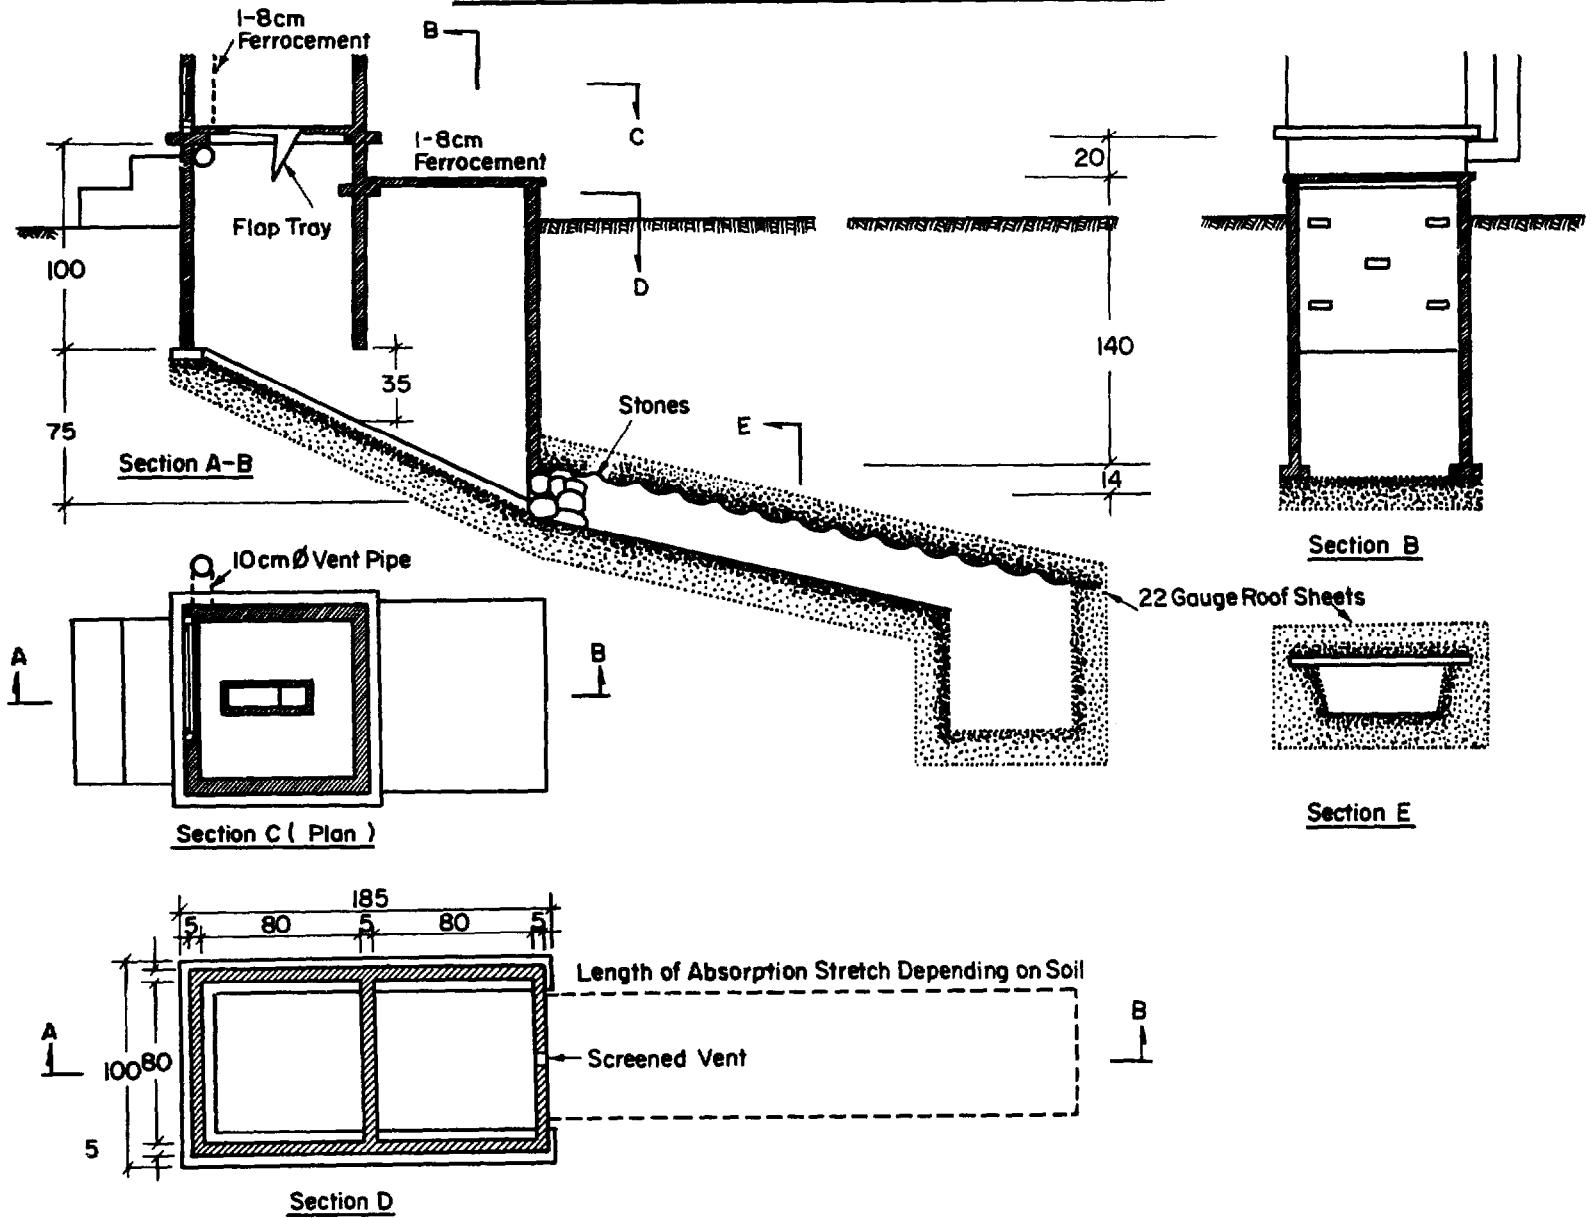 1-8cm
Ferrocement
B
C
1-8cm
Ferrocement
20
Flap Tray
D
100
140
35
Stones
75
E
Section A-B
14
Section B
10cm Ø Vent Pipe
22 Gauge Roof Sheets
A
B
Section E
Section C ( Plan )
185
5
80
5
80
5
Length of Absorption Stretch Depending on Soil
A
B
100
80
Screened Vent
5
Section D